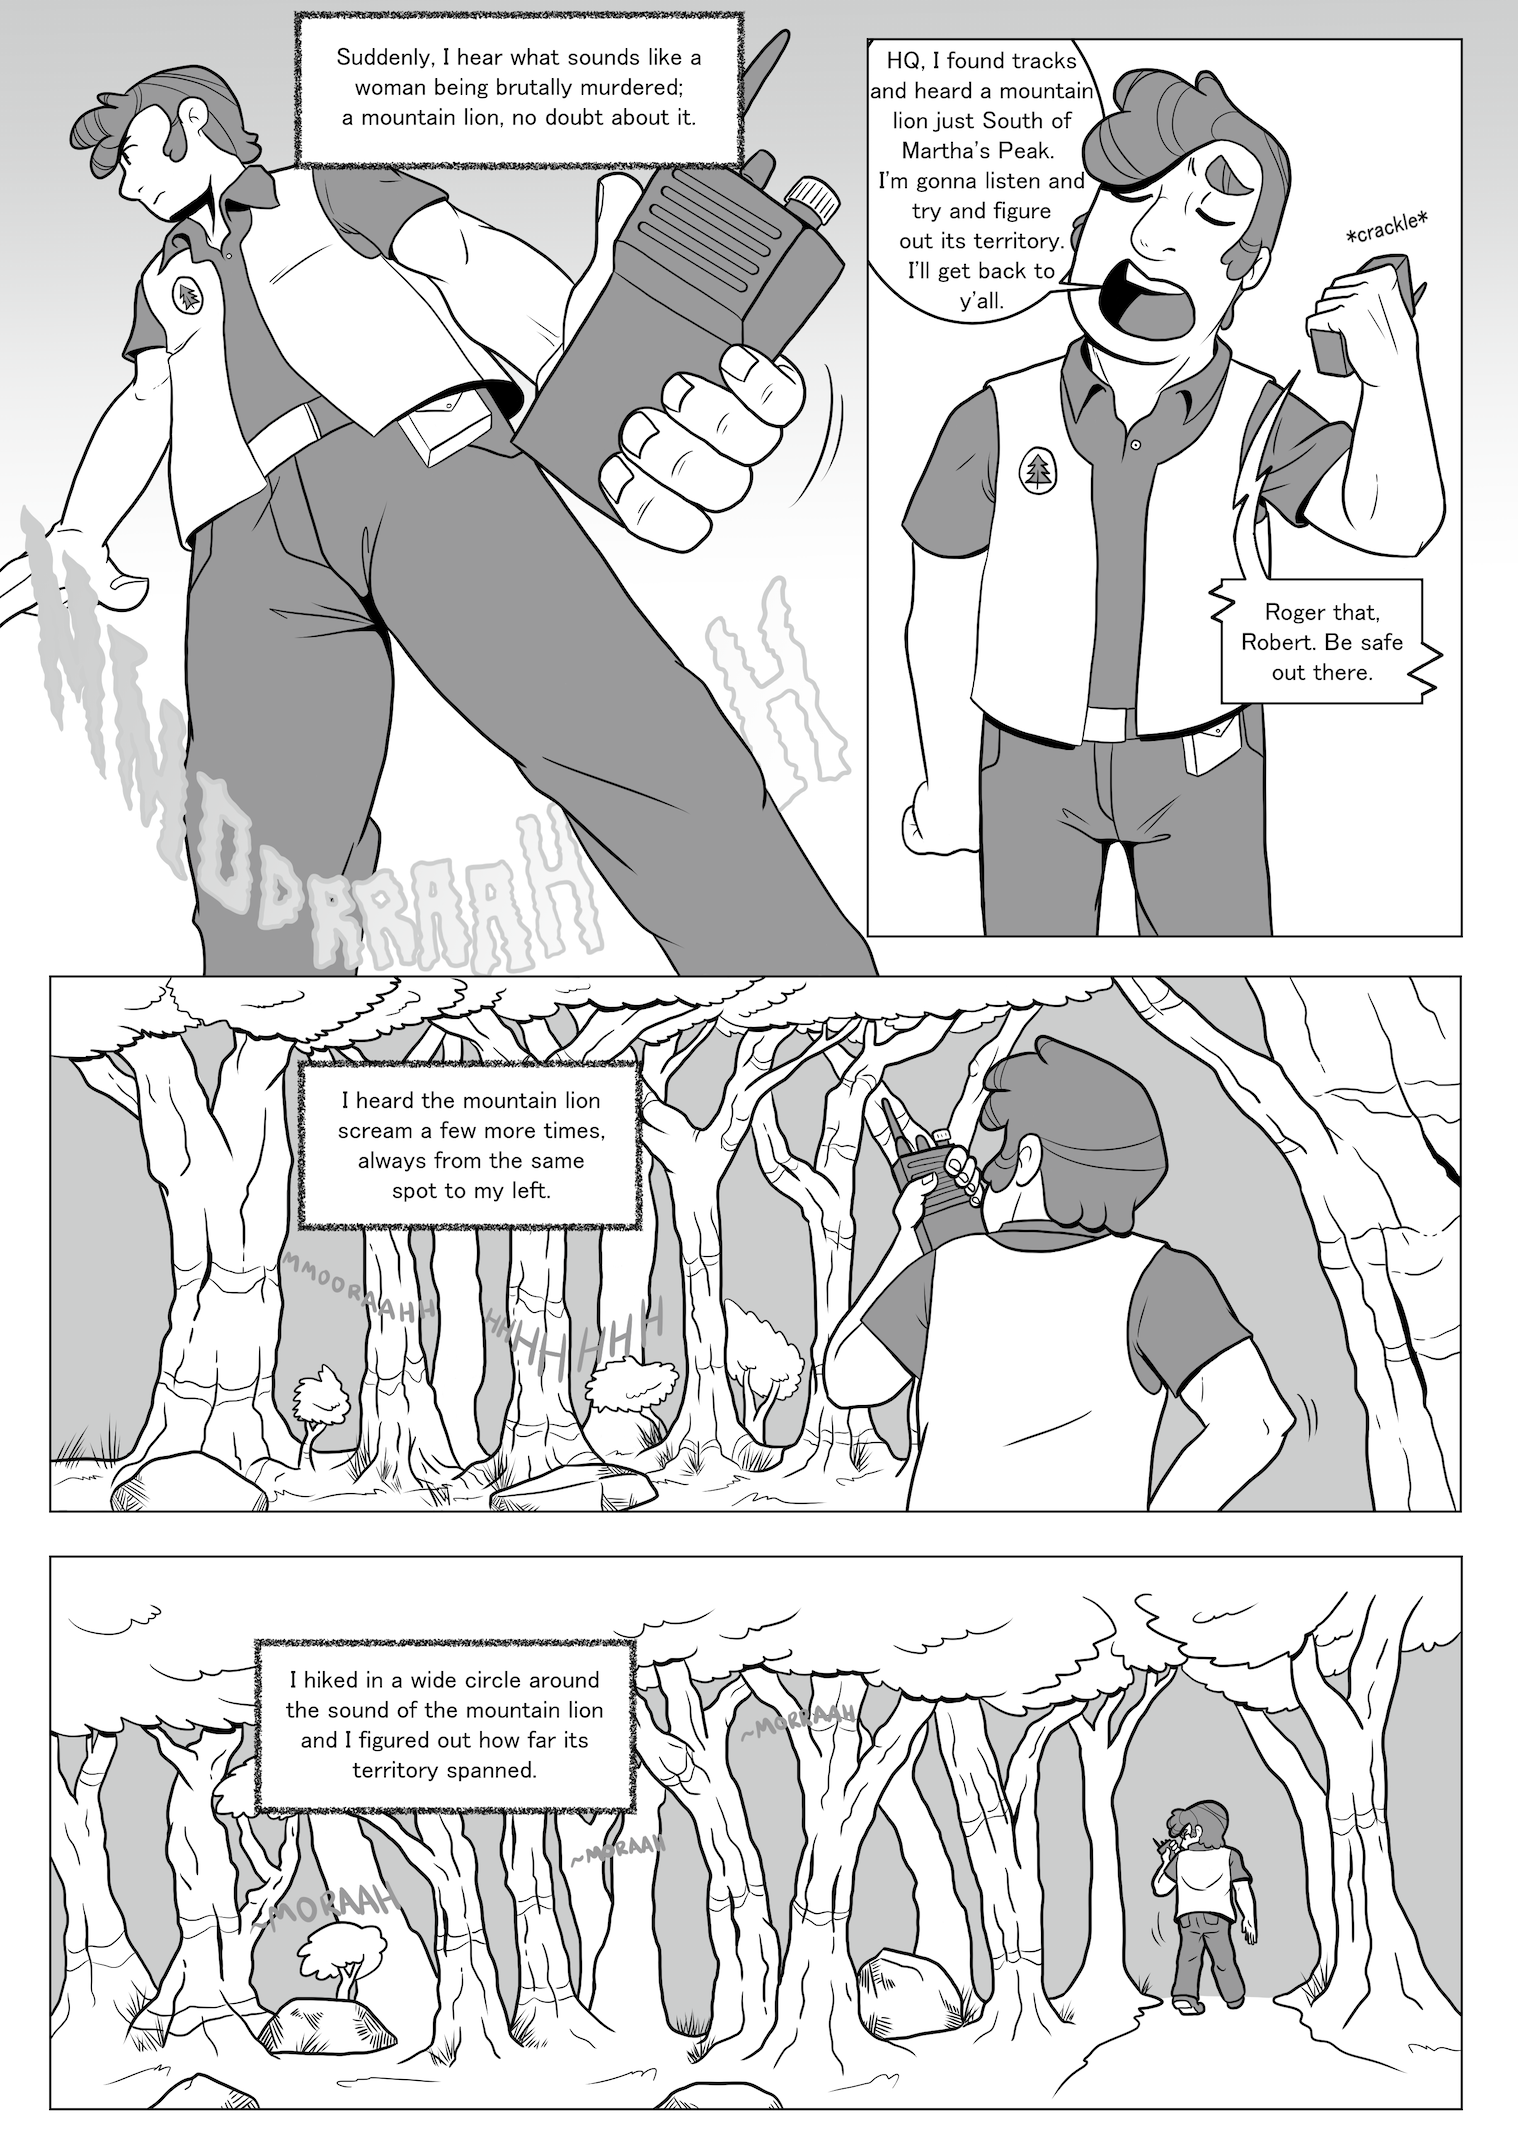 Suddenly, I hear what sounds like a
woman being brutally murdered;
a mountain lion, no doubt about it.
MMMODRRRAAHH
HQ, I found tracks
and heard a mountain
lion just South of
Martha's Peak.
I'm gonna listen and
try and figure
out its territory.
I'll get back to
y'all.
*crackle*
Roger that,
Robert. Be safe
out there.
I heard the mountain lion
scream a few more times,
always from the same
spot to my left.
MMOORAAHH
HHHHHHH
I hiked in a wide circle around
the sound of the mountain lion
and I figured out how far its
territory spanned.
~MORRAAH
~MORAAH
~MORAAH